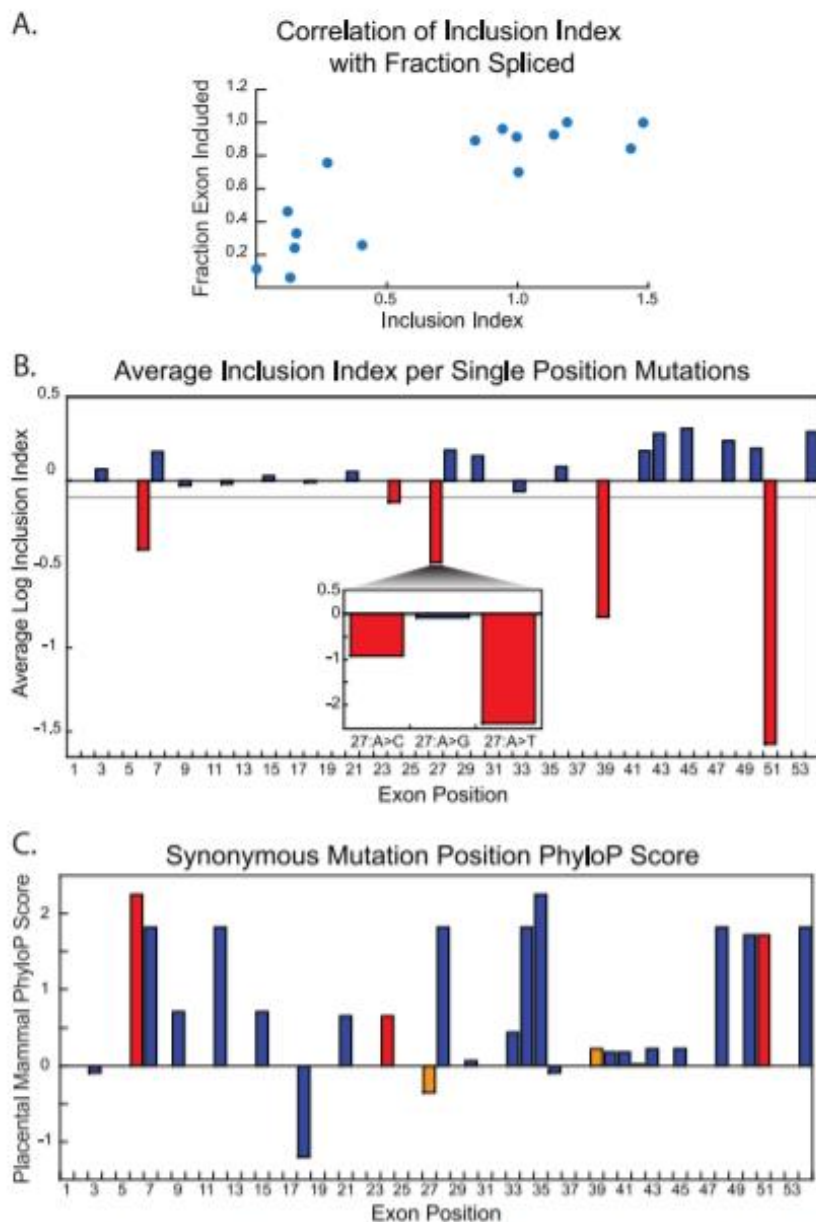 A.
Correlation of Inclusion Index
with Fraction Spliced
Fraction Exon Included
1.2
1.0
0.8
0.6
0.4
0.2
0.5 1.0 1.5
Inclusion Index
B.
Average Inclusion Index per Single Position Mutations
Average Log Inclusion Index
0.5
0
-0.5
-1
-1.5
0.5
0
-1
-2
27:A>C 27:A>G 27:A>T
1 3 5 7 9 11 13 15 17 19 21 23 25 27 29 31 33 35 37 39 41 43 45 47 49 51 53
Exon Position
C.
Synonymous Mutation Position PhyloP Score
Placental Mammal PhyloP Score
2
1
0
-1
1 3 5 7 9 11 13 15 17 19 21 23 25 27 29 31 33 35 37 39 41 43 45 47 49 51 53
Exon Position